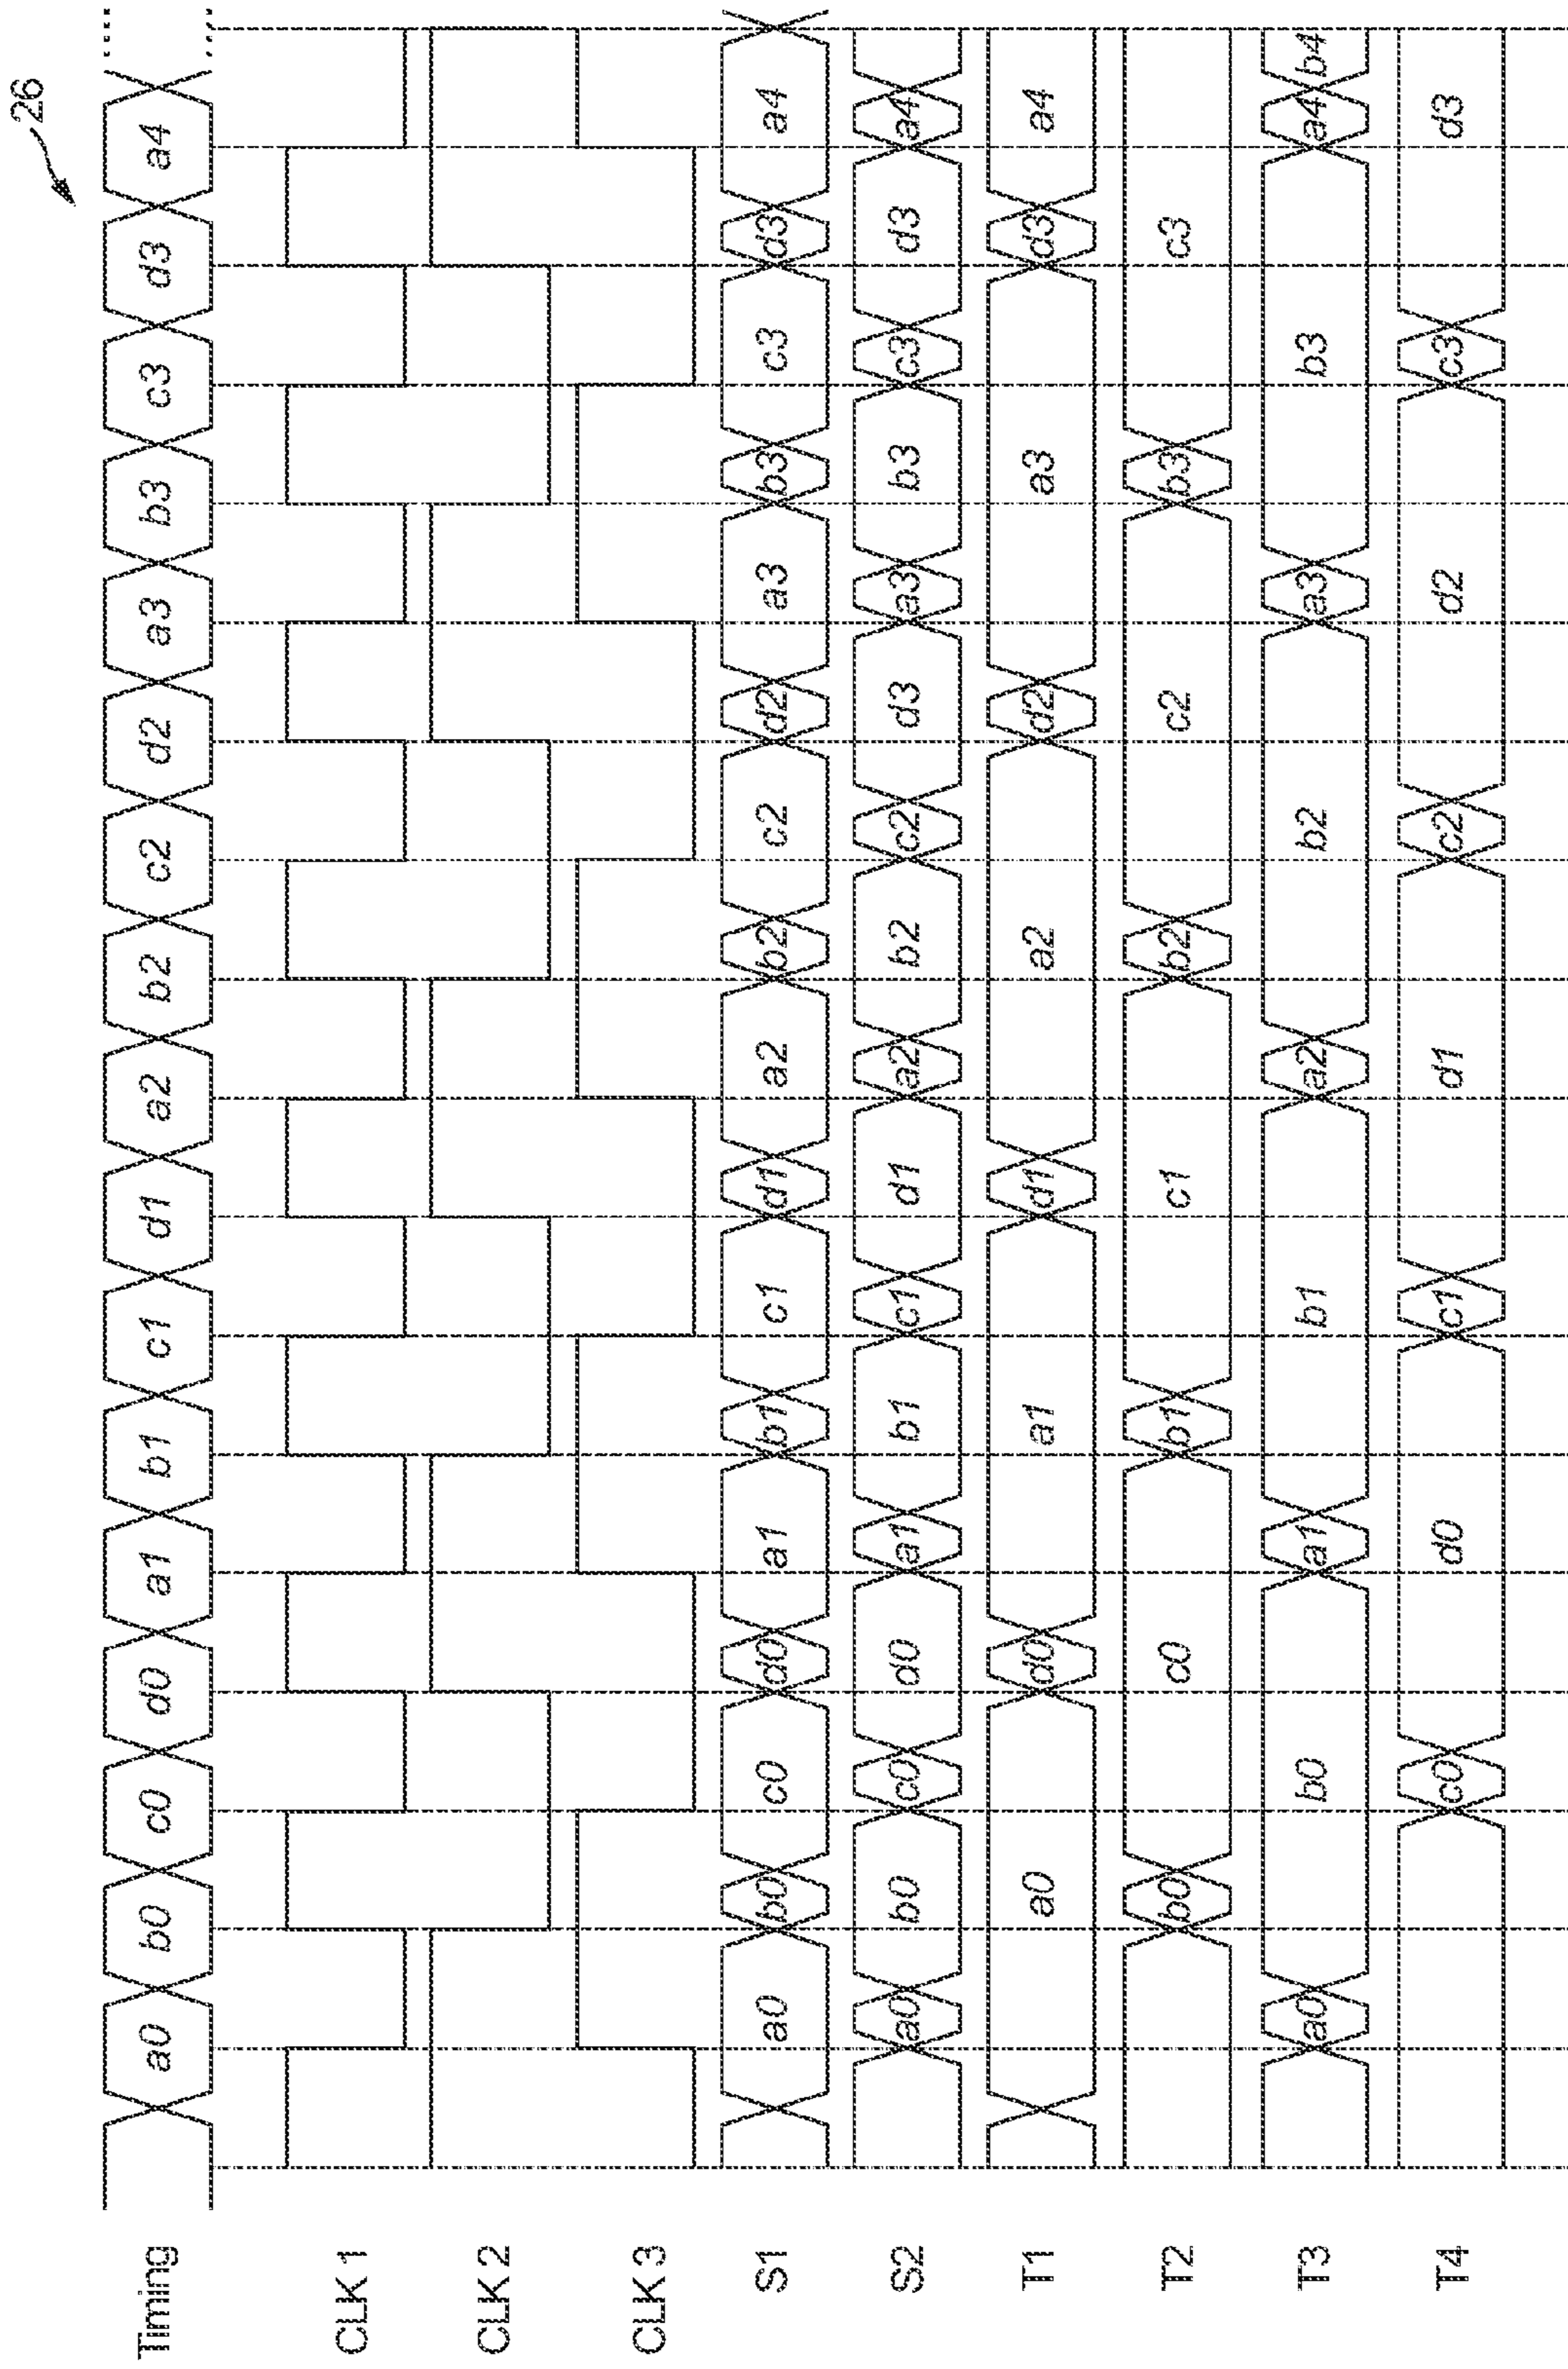 26
Timing a0 b0 c0 d0 a1 b1 c1 d1 a2 b2 c2 d2 a3 b3 c3 d3 a4
CLK 1
CLK 2
CLK 3
S1 a0 b0 c0 d0 a1 b1 c1 d1 a2 b2 c2 d2 a3 b3 c3 d3 a4
S2 a0 b0 c0 d0 a1 b1 c1 d1 a2 b2 c2 d3 a3 b3 c3 d3 a4
T1 a0 d0 a1 d1 a2 d2 a3 d3 a4
T2 b0 c0 b1 c1 b2 c2 b3 c3
T3 a0 b0 a1 b1 a2 b2 a3 b3 a4 b4
T4 c0 d0 c1 d1 c2 d2 c3 d3